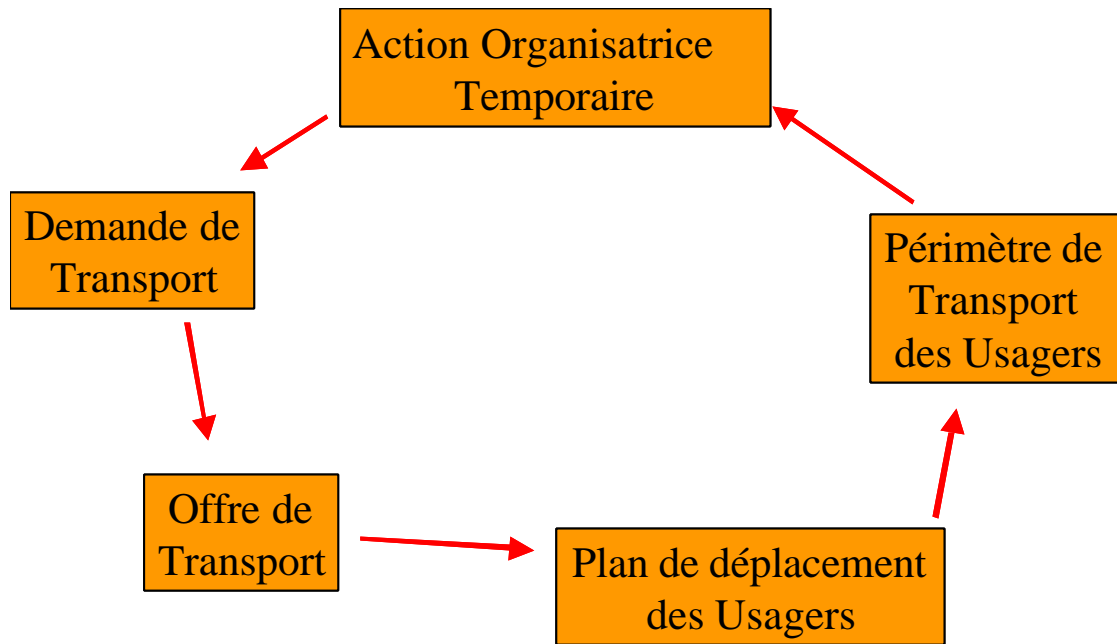 Action Organisatrice
Temporaire
Demande de
Transport
Périmètre de
Transport
des Usagers
Offre de
Transport
Plan de déplacement
des Usagers